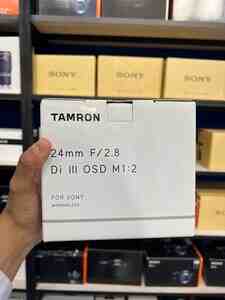 SONY
SONY
SONY
TAMRON
24mm F/2.8
Di III OSD M1:2
FOR SONY